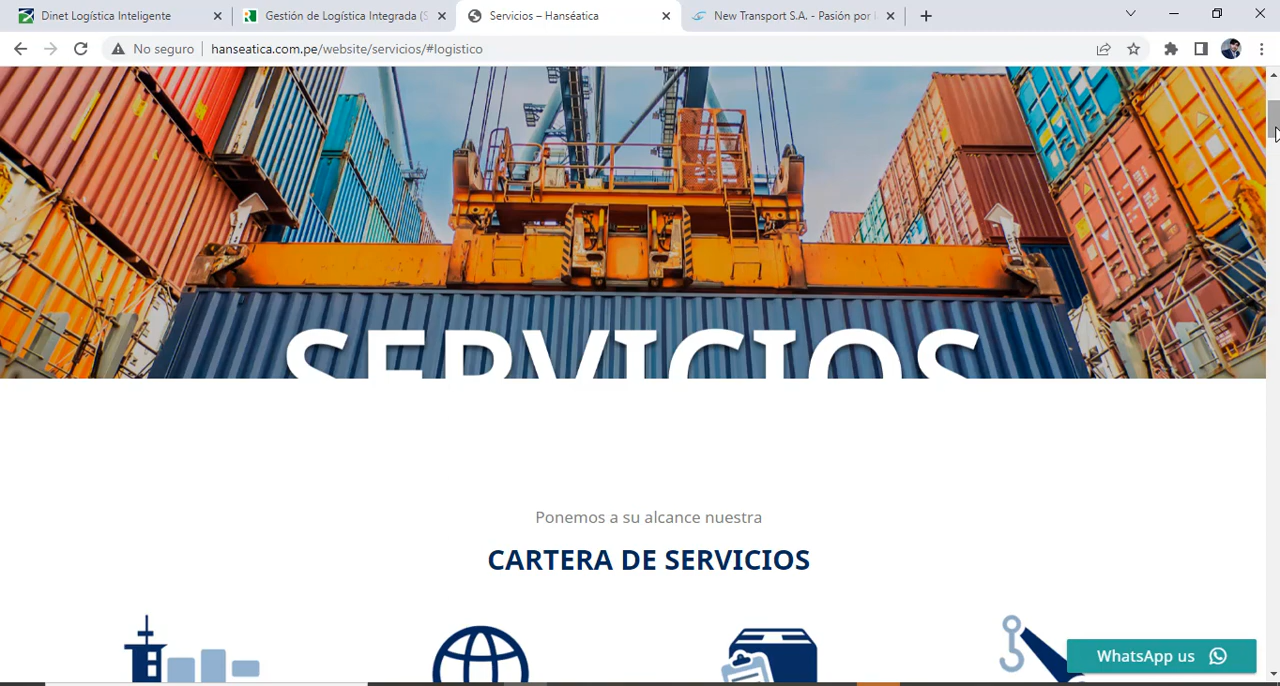 Dinet Logística Inteligente
Gestión de Logística Integrada (S
Servicios – Hanséatica
New Transport S.A. - Pasión por l
No seguro
hanseatica.com.pe/website/servicios/#logistico
SERVICIOS
Ponemos a su alcance nuestra
CARTERA DE SERVICIOS
WhatsApp us